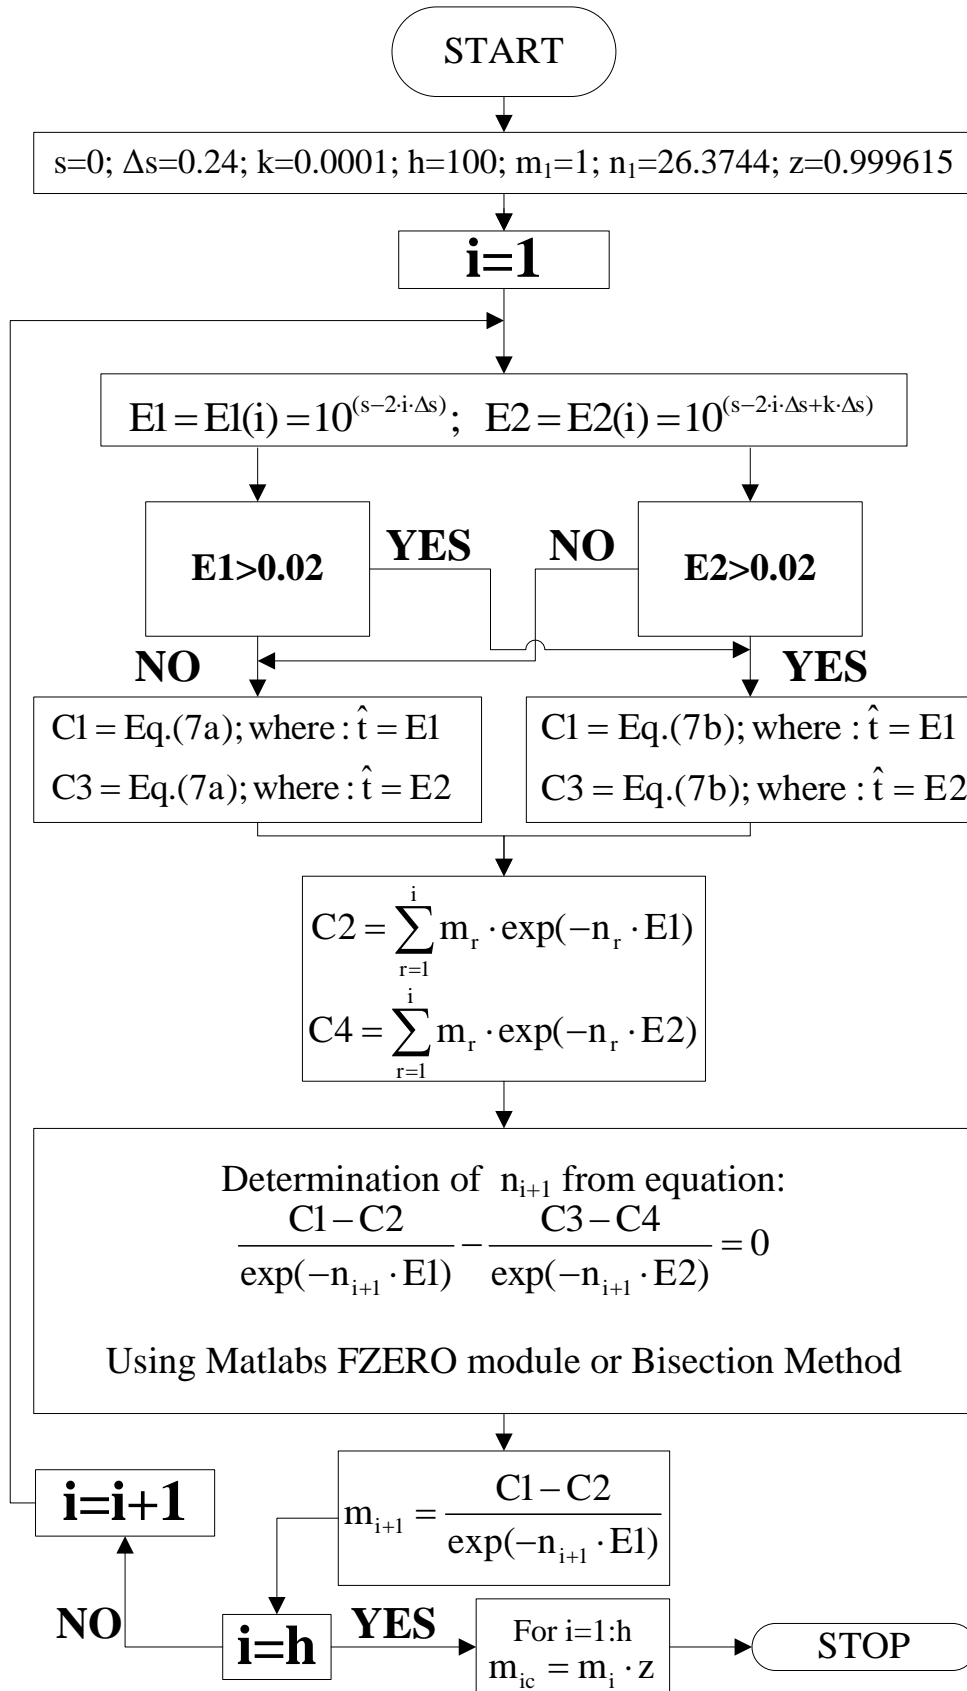 START
s=0; Δs=0.24; k=0.0001; h=100; m₁=1; n₁=26.3744; z=0.999615
i=1
E1 = E1(i) = 10^(s−2·i·Δs); E2 = E2(i) = 10^(s−2·i·Δs+k·Δs)
E1>0.02
YES
NO
E2>0.02
NO
YES
C1 = Eq.(7a); where : t̂ = E1
C3 = Eq.(7a); where : t̂ = E2
C1 = Eq.(7b); where : t̂ = E1
C3 = Eq.(7b); where : t̂ = E2
C2 = ∑_{r=1}^{i} m_r · exp(−n_r · E1)
C4 = ∑_{r=1}^{i} m_r · exp(−n_r · E2)
Determination of n_{i+1} from equation:
(C1 − C2)/(exp(−n_{i+1} · E1)) − (C3 − C4)/(exp(−n_{i+1} · E2)) = 0
Using Matlabs FZERO module or Bisection Method
i=i+1
m_{i+1} = (C1 − C2)/(exp(−n_{i+1} · E1))
NO
i=h
YES
For i=1:h
m_{ic} = m_i · z
STOP